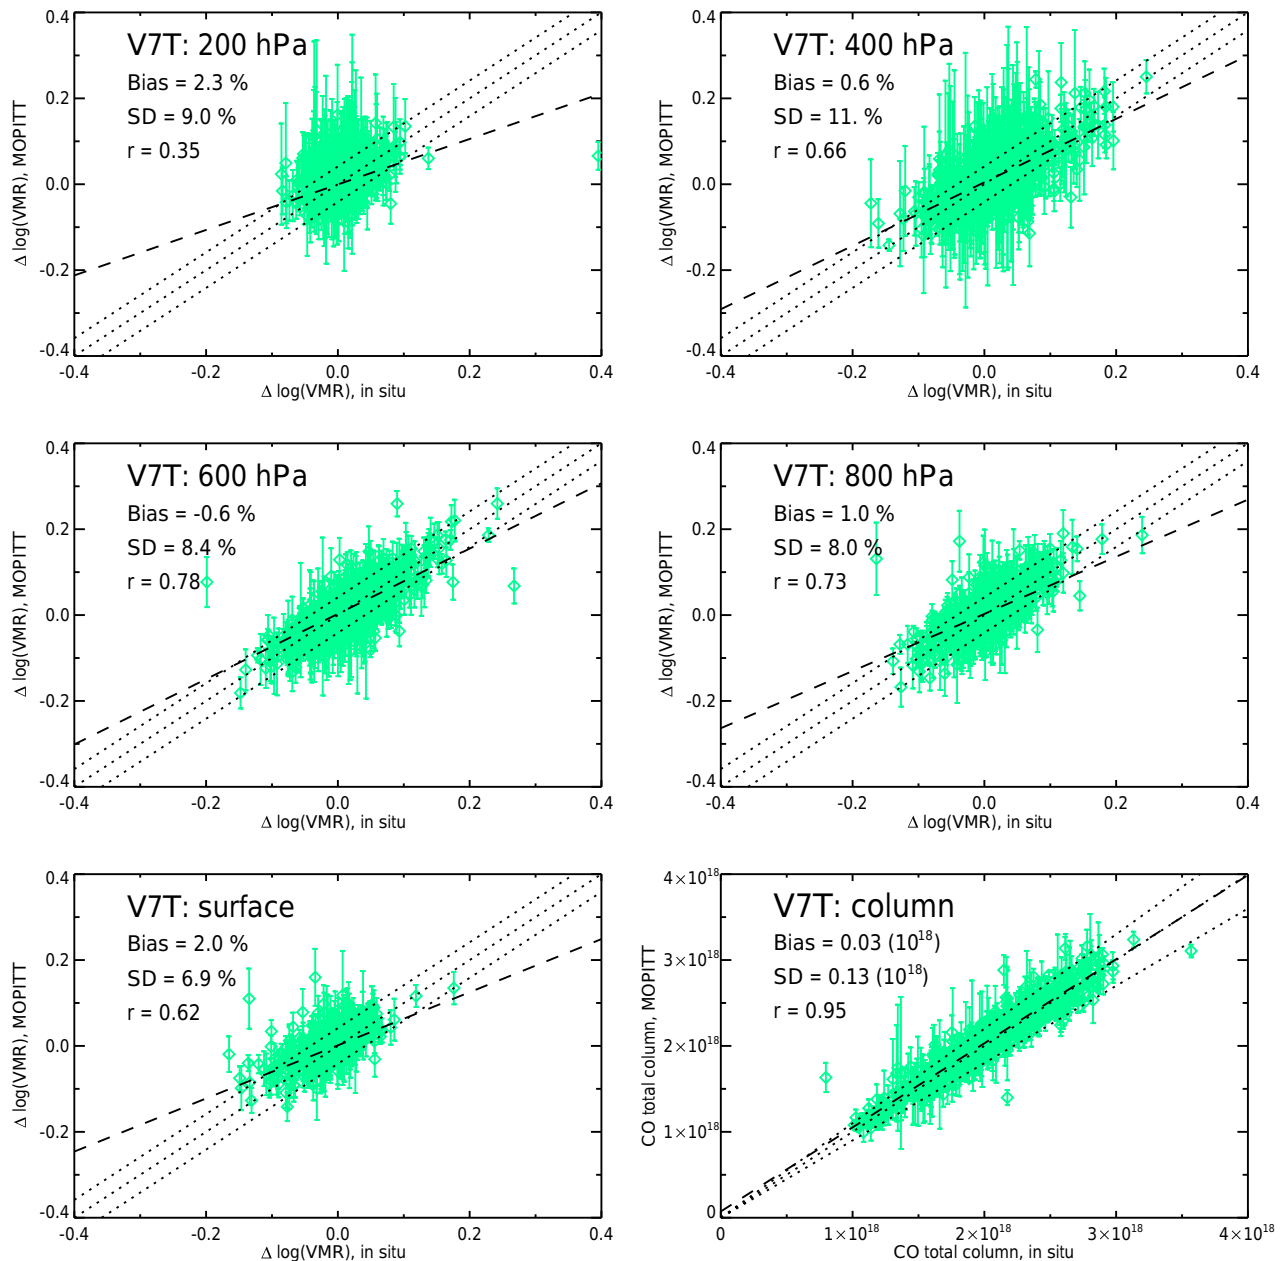 V7T: 200 hPa
Bias = 2.3 %
SD = 9.0 %
r = 0.35
0.4
0.2
0.0
-0.2
-0.4
Δ log(VMR), MOPITT
-0.4 -0.2 0.0 0.2 0.4
Δ log(VMR), in situ
V7T: 400 hPa
Bias = 0.6 %
SD = 11. %
r = 0.66
0.4
0.2
0.0
-0.2
-0.4
Δ log(VMR), MOPITT
-0.4 -0.2 0.0 0.2 0.4
Δ log(VMR), in situ
V7T: 600 hPa
Bias = -0.6 %
SD = 8.4 %
r = 0.78
0.4
0.2
0.0
-0.2
-0.4
Δ log(VMR), MOPITT
-0.4 -0.2 0.0 0.2 0.4
Δ log(VMR), in situ
V7T: 800 hPa
Bias = 1.0 %
SD = 8.0 %
r = 0.73
0.4
0.2
0.0
-0.2
-0.4
Δ log(VMR), MOPITT
-0.4 -0.2 0.0 0.2 0.4
Δ log(VMR), in situ
V7T: surface
Bias = 2.0 %
SD = 6.9 %
r = 0.62
0.4
0.2
0.0
-0.2
-0.4
Δ log(VMR), MOPITT
-0.4 -0.2 0.0 0.2 0.4
Δ log(VMR), in situ
V7T: column
Bias = 0.03 (10¹⁸)
SD = 0.13 (10¹⁸)
r = 0.95
4×10¹⁸
3×10¹⁸
2×10¹⁸
1×10¹⁸
0
CO total column, MOPITT
0 1×10¹⁸ 2×10¹⁸ 3×10¹⁸ 4×10¹⁸
CO total column, in situ